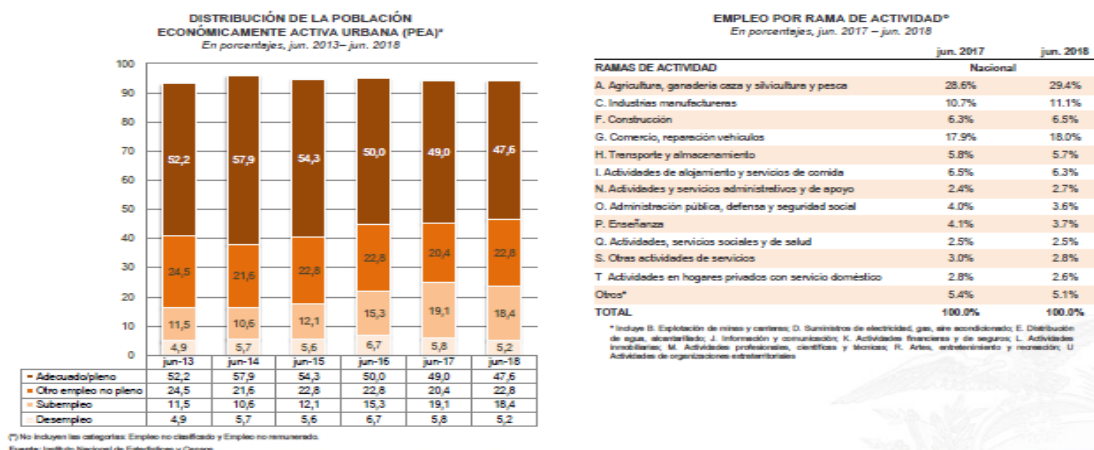 DISTRIBUCIÓN DE LA POBLACIÓN
ECONÓMICAMENTE ACTIVA URBANA (PEA)*
En porcentajes, jun. 2013– jun. 2018
100
90
80
70
60
50
40
30
20
10
0
52,2
57,9
54,3
50,0
49,0
47,6
24,5
21,6
22,8
22,8
20,4
22,8
11,5
10,6
12,1
15,3
19,1
18,4
4,9
5,7
5,6
6,7
5,8
5,2
jun-13 jun-14 jun-15 jun-16 jun-17 jun-18
Adecuado/pleno 52,2 57,9 54,3 50,0 49,0 47,6
Otro empleo no pleno 24,5 21,6 22,8 22,8 20,4 22,8
Subempleo 11,5 10,6 12,1 15,3 19,1 18,4
Desempleo 4,9 5,7 5,6 6,7 5,8 5,2
(*) No incluyen las categorías: Empleo no clasificado y Empleo no remunerado.
Fuente: Instituto Nacional de Estadísticas y Censos
EMPLEO POR RAMA DE ACTIVIDAD*
En porcentajes, jun. 2017 – jun. 2018
jun. 2017 jun. 2018
RAMAS DE ACTIVIDAD Nacional
A. Agricultura, ganadería caza y silvicultura y pesca 28.6% 29.4%
C. Industrias manufactureras 10.7% 11.1%
F. Construcción 6.3% 6.5%
G. Comercio, reparación vehículos 17.9% 18.0%
H. Transporte y almacenamiento 5.8% 5.7%
I. Actividades de alojamiento y servicios de comida 6.5% 6.3%
N. Actividades y servicios administrativos y de apoyo 2.4% 2.7%
O. Administración pública, defensa y seguridad social 4.0% 3.6%
P. Enseñanza 4.1% 3.7%
Q. Actividades, servicios sociales y de salud 2.5% 2.5%
S. Otras actividades de servicios 3.0% 2.8%
T Actividades en hogares privados con servicio doméstico 2.8% 2.6%
Otros* 5.4% 5.1%
TOTAL 100.0% 100.0%
* Incluye B. Explotación de minas y canteras; D. Suministros de electricidad, gas, aire acondicionado; E. Distribución
de agua, alcantarillado; J. Información y comunicación; K. Actividades financieras y de seguros; L. Actividades
inmobiliarias; M. Actividades profesionales, científicas y técnicas; R. Artes, entretenimiento y recreación; U
Actividades de organizaciones extraterritoriales